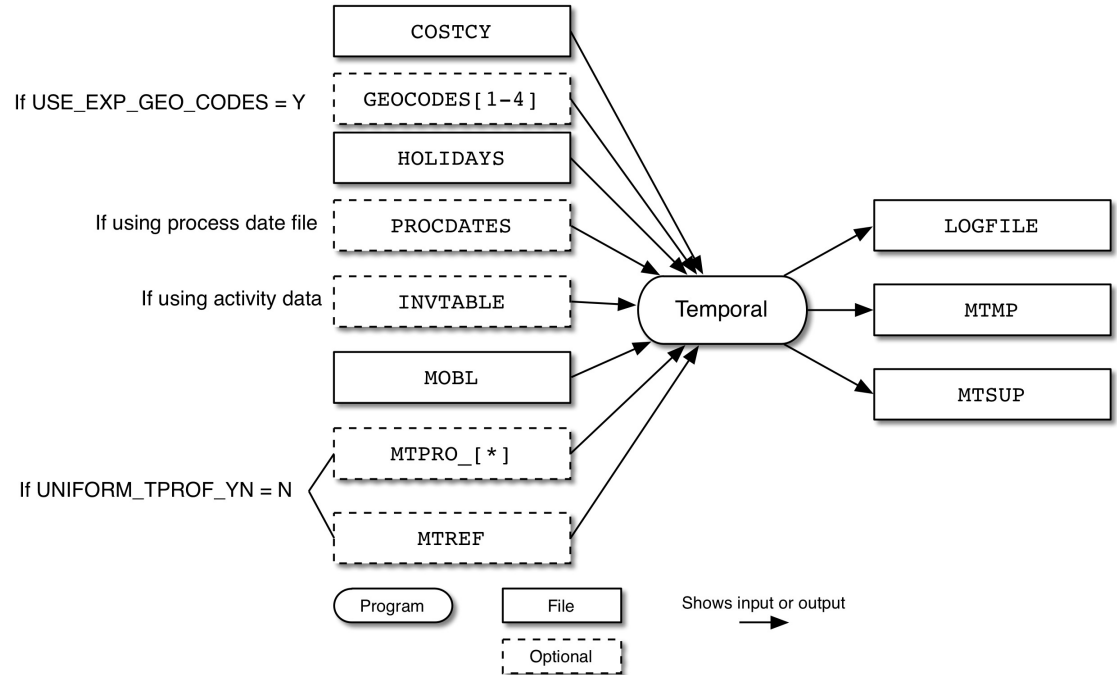 COSTCY
If USE_EXP_GEO_CODES = Y
GEOCODES[1-4]
HOLIDAYS
If using process date file
PROCDATES
LOGFILE
If using activity data
INVTABLE
Temporal
MTMP
MOBL
MTSUP
MTPRO_[*]
If UNIFORM_TPROF_YN = N
MTREF
Program
File
Shows input or output
Optional